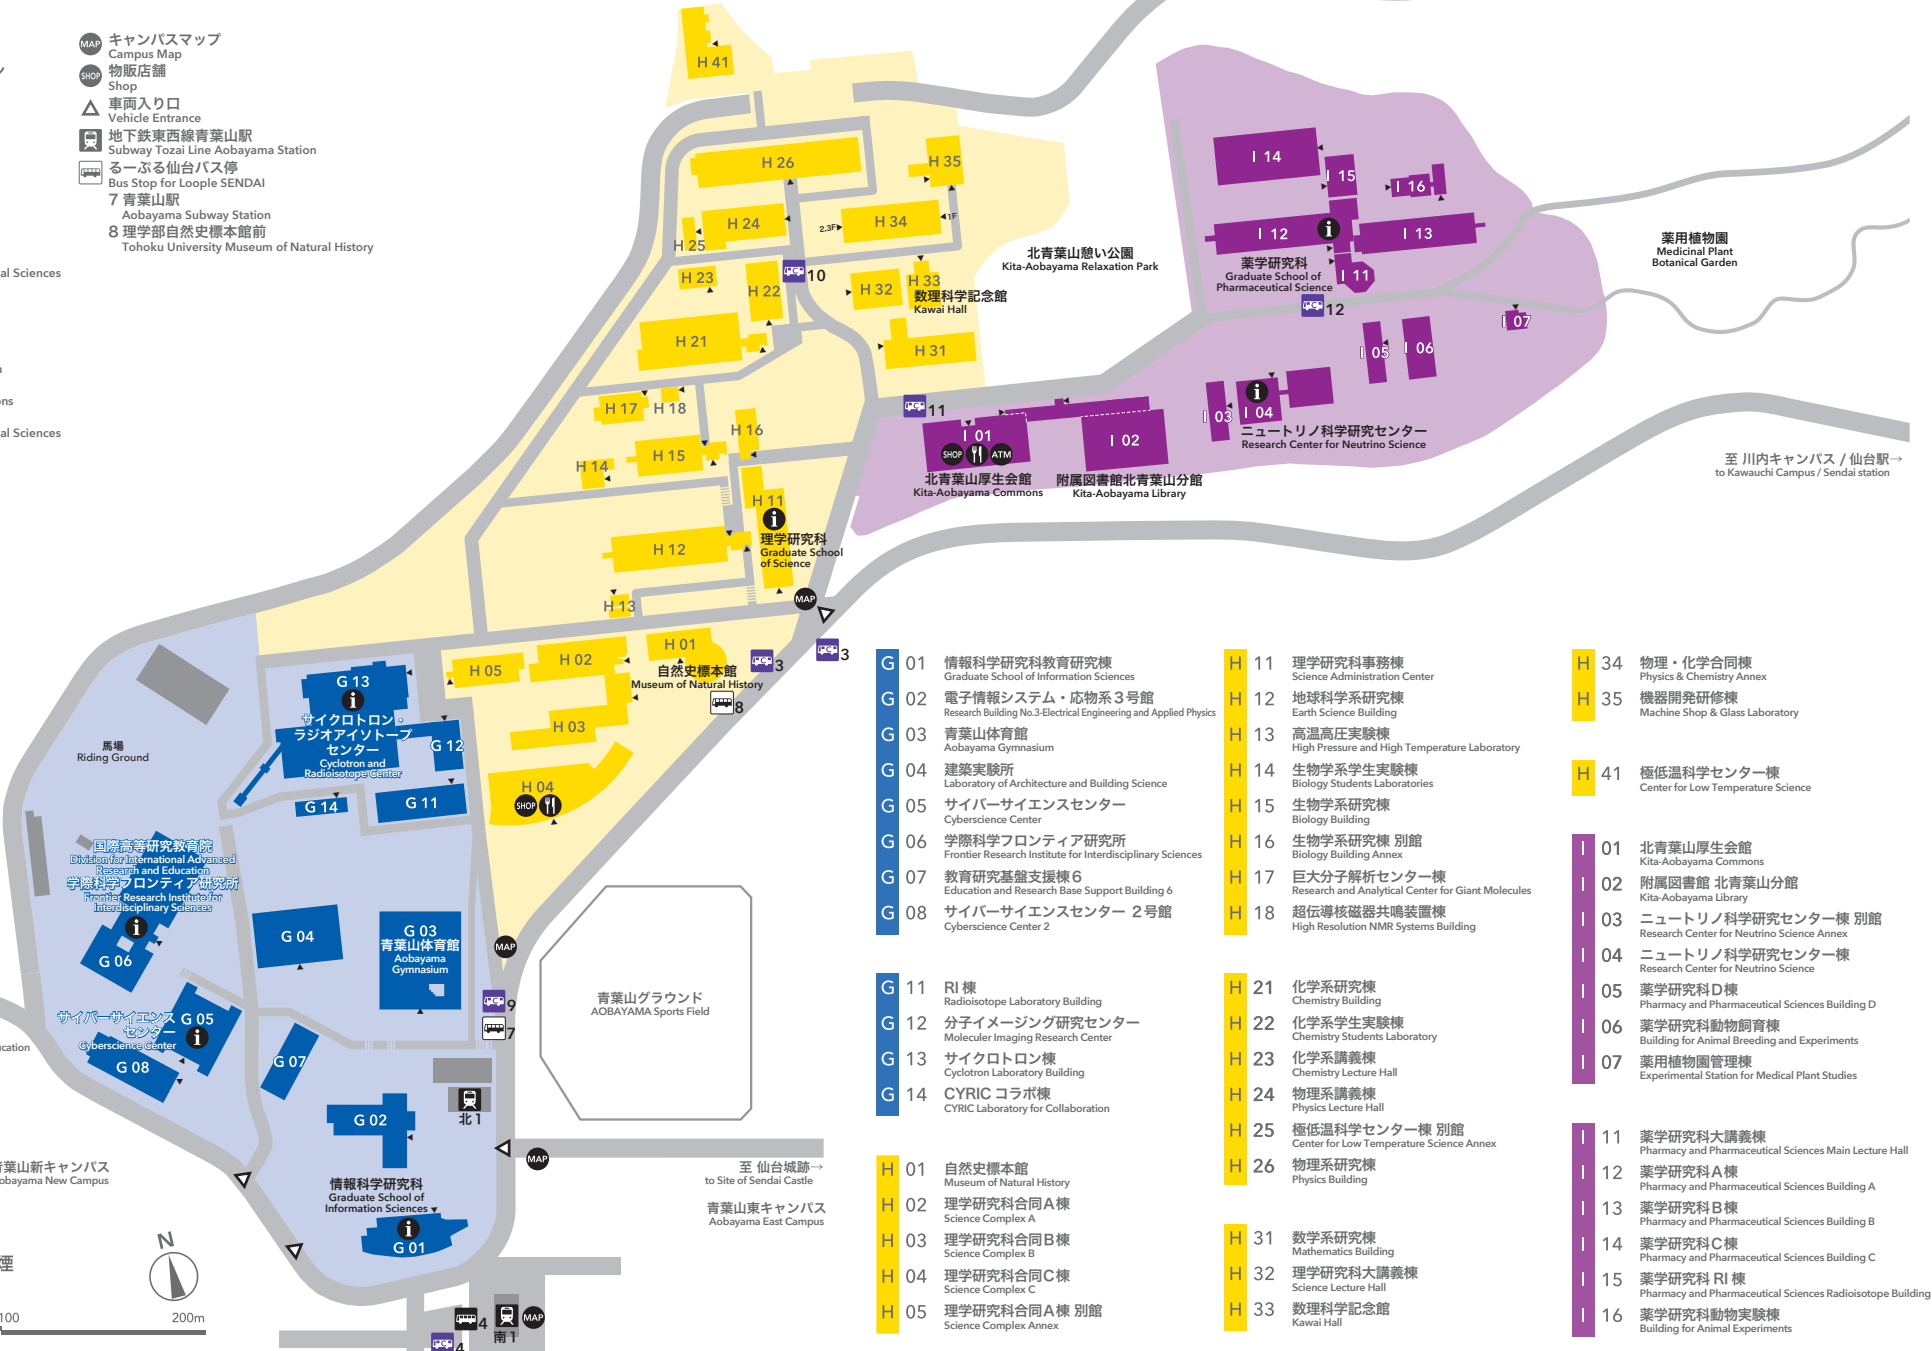 キャンパスマップ
Campus Map
物販店舗
Shop
車両入り口
Vehicle Entrance
地下鉄東西線青葉山駅
Subway Tozai Line Aobayama Station
るーぷる仙台バス停
Bus Stop for Loople SENDAI
7 青葉山駅
Aobayama Subway Station
8 理学部自然史標本館前
Tohoku University Museum of Natural History
MAP
SHOP
al Sciences
ons
al Sciences
ucation
H 41
H 26
H 35
H 24
H 34
2.3F
1F
H 25
H 23
H 22
10
H 32
H 33
数理科学記念館
Kawai Hall
H 21
H 31
H 17
H 18
H 16
H 15
H 14
H 11
理学研究科
Graduate School
of Science
H 12
H 13
MAP
3
3
H 01
H 02
H 05
自然史標本館
Museum of Natural History
8
H 03
H 04
SHOP
北青葉山憩い公園
Kita-Aobayama Relaxation Park
I 14
I 15
I 16
I 12
I 13
薬学研究科
Graduate School of
Pharmaceutical Science
I 11
12
薬用植物園
Medicinal Plant
Botanical Garden
I 07
I 05
I 06
I 03
I 04
ニュートリノ科学研究センター
Research Center for Neutrino Science
11
I 01
SHOP
ATM
I 02
北青葉山厚生会館
Kita-Aobayama Commons
附属図書館北青葉山分館
Kita-Aobayama Library
至 川内キャンパス / 仙台駅→
to Kawauchi Campus / Sendai station
G 13
サイクロトロン・
ラジオアイソトープ
センター
Cyclotron and
Radioisotope Center
G 12
G 11
G 14
馬場
Riding Ground
国際高等研究教育院
Division for International Advanced
Research and Education
学際科学フロンティア研究所
Frontier Research Institute for
Interdisciplinary Sciences
G 06
G 04
G 03
青葉山体育館
Aobayama
Gymnasium
MAP
9
7
青葉山グラウンド
AOBAYAMA Sports Field
サイバーサイエンス
センター
Cyberscience Center
G 05
G 08
G 07
北1
G 02
MAP
至 仙台城跡→
to Site of Sendai Castle
青葉山東キャンパス
Aobayama East Campus
情報科学研究科
Graduate School of
Information Sciences
G 01
青葉山新キャンパス
obayama New Campus
N
100
200m
4
南1
MAP
4
G 01 情報科学研究科教育研究棟
Graduate School of Information Sciences
G 02 電子情報システム・応物系３号館
Research Building No.3-Electrical Engineering and Applied Physics
G 03 青葉山体育館
Aobayama Gymnasium
G 04 建築実験所
Laboratory of Architecture and Building Science
G 05 サイバーサイエンスセンター
Cyberscience Center
G 06 学際科学フロンティア研究所
Frontier Research Institute for Interdisciplinary Sciences
G 07 教育研究基盤支援棟６
Education and Research Base Support Building 6
G 08 サイバーサイエンスセンター ２号館
Cyberscience Center 2
G 11 RI 棟
Radioisotope Laboratory Building
G 12 分子イメージング研究センター
Moleculer Imaging Research Center
G 13 サイクロトロン棟
Cyclotron Laboratory Building
G 14 CYRIC コラボ棟
CYRIC Laboratory for Collaboration
H 01 自然史標本館
Museum of Natural History
H 02 理学研究科合同Ａ棟
Science Complex A
H 03 理学研究科合同Ｂ棟
Science Complex B
H 04 理学研究科合同Ｃ棟
Science Complex C
H 05 理学研究科合同Ａ棟 別館
Science Complex Annex
H 11 理学研究科事務棟
Science Administration Center
H 12 地球科学系研究棟
Earth Science Building
H 13 高温高圧実験棟
High Pressure and High Temperature Laboratory
H 14 生物学系学生実験棟
Biology Students Laboratories
H 15 生物学系研究棟
Biology Building
H 16 生物学系研究棟 別館
Biology Building Annex
H 17 巨大分子解析センター棟
Research and Analytical Center for Giant Molecules
H 18 超伝導核磁器共鳴装置棟
High Resolution NMR Systems Building
H 21 化学系研究棟
Chemistry Building
H 22 化学系学生実験棟
Chemistry Students Laboratory
H 23 化学系講義棟
Chemistry Lecture Hall
H 24 物理系講義棟
Physics Lecture Hall
H 25 極低温科学センター棟 別館
Center for Low Temperature Science Annex
H 26 物理系研究棟
Physics Building
H 31 数学系研究棟
Mathematics Building
H 32 理学研究科大講義棟
Science Lecture Hall
H 33 数理科学記念館
Kawai Hall
H 34 物理・化学合同棟
Physics & Chemistry Annex
H 35 機器開発研修棟
Machine Shop & Glass Laboratory
H 41 極低温科学センター棟
Center for Low Temperature Science
I 01 北青葉山厚生会館
Kita-Aobayama Commons
I 02 附属図書館 北青葉山分館
Kita-Aobayama Library
I 03 ニュートリノ科学研究センター棟 別館
Research Center for Neutrino Science Annex
I 04 ニュートリノ科学研究センター棟
Research Center for Neutrino Science
I 05 薬学研究科Ｄ棟
Pharmacy and Pharmaceutical Sciences Building D
I 06 薬学研究科動物飼育棟
Building for Animal Breeding and Experiments
I 07 薬用植物園管理棟
Experimental Station for Medical Plant Studies
I 11 薬学研究科大講義棟
Pharmacy and Pharmaceutical Sciences Main Lecture Hall
I 12 薬学研究科Ａ棟
Pharmacy and Pharmaceutical Sciences Building A
I 13 薬学研究科Ｂ棟
Pharmacy and Pharmaceutical Sciences Building B
I 14 薬学研究科Ｃ棟
Pharmacy and Pharmaceutical Sciences Building C
I 15 薬学研究科 RI 棟
Pharmacy and Pharmaceutical Sciences Radioisotope Building
I 16 薬学研究科動物実験棟
Building for Animal Experiments